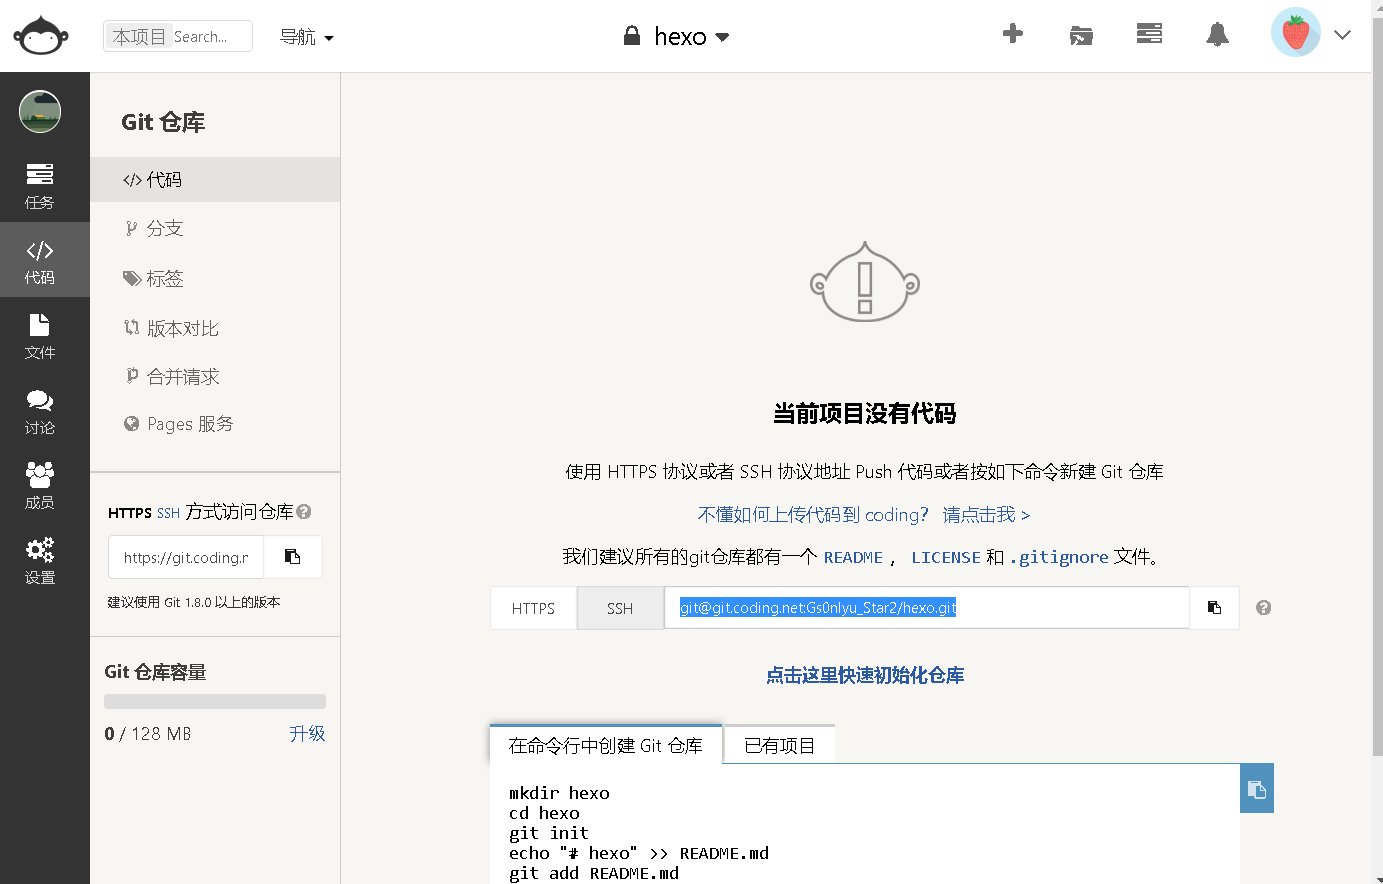 本项目 Search...
导航
hexo
任务
代码
文件
讨论
成员
设置
Git 仓库
</> 代码
分支
标签
版本对比
合并请求
Pages 服务
HTTPS SSH 方式访问仓库
https://git.coding.r
建议使用 Git 1.8.0 以上的版本
Git 仓库容量
0 / 128 MB 升级
当前项目没有代码
使用 HTTPS 协议或者 SSH 协议地址 Push 代码或者按如下命令新建 Git 仓库
不懂如何上传代码到 coding? 请点击我 >
我们建议所有的git仓库都有一个 README , LICENSE 和 .gitignore 文件。
HTTPS SSH git@git.coding.net:Gs0nlyu_Star2/hexo.git
点击这里快速初始化仓库
在命令行中创建 Git 仓库 已有项目
mkdir hexo
cd hexo
git init
echo "# hexo" >> README.md
git add README.md